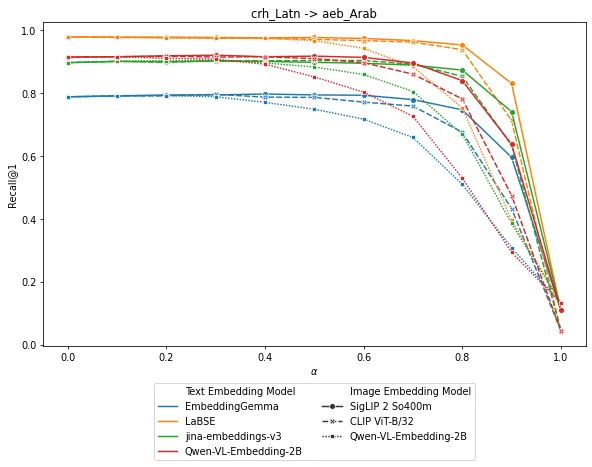 crh_Latn -> aeb_Arab
Recall@1
1.0
0.8
0.6
0.4
0.2
0.0
0.0 0.2 0.4 0.6 0.8 1.0
α
Text Embedding Model Image Embedding Model
EmbeddingGemma SigLIP 2 So400m
LaBSE CLIP ViT-B/32
jina-embeddings-v3 Qwen-VL-Embedding-2B
Qwen-VL-Embedding-2B